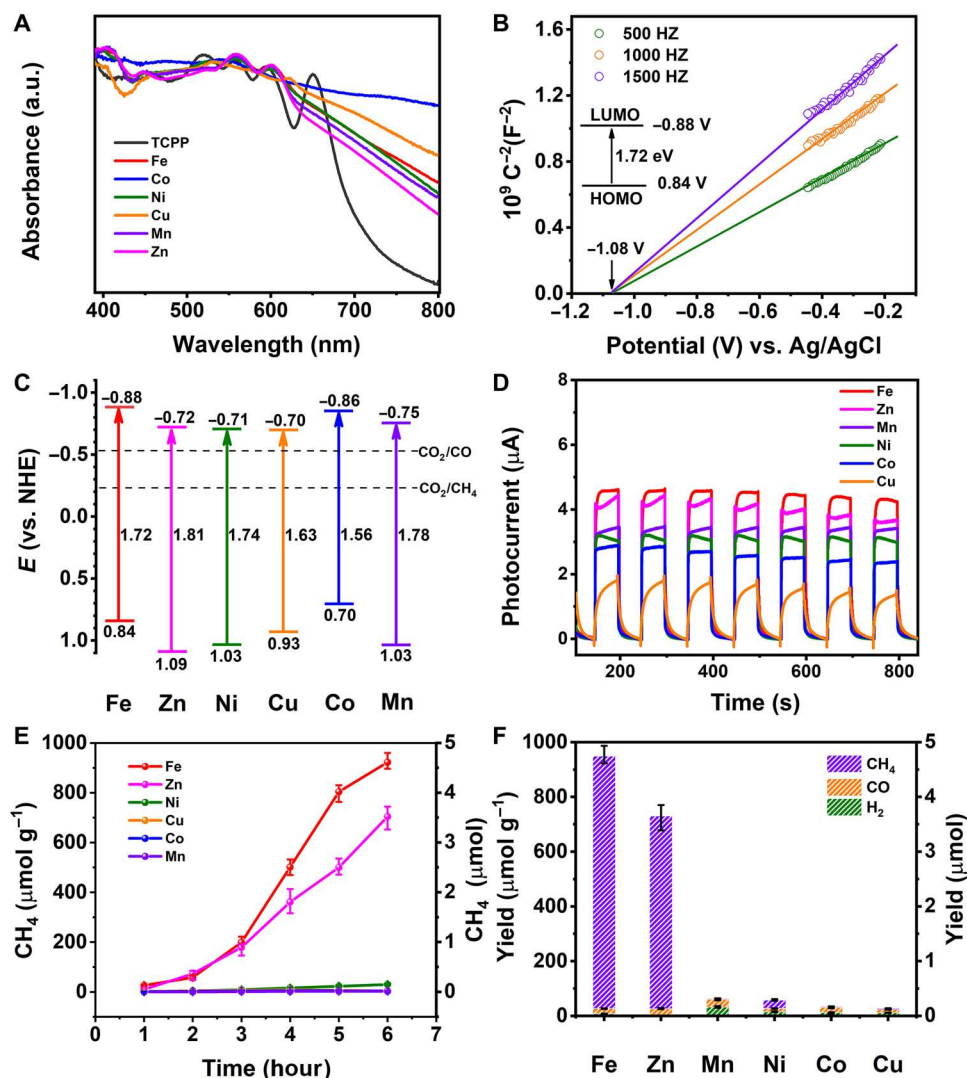 A
Absorbance (a.u.)
TCPP
Fe
Co
Ni
Cu
Mn
Zn
400 500 600 700 800
Wavelength (nm)
B
10⁹ C⁻²(F⁻²)
1.6
1.2
0.8
0.4
0.0
500 HZ
1000 HZ
1500 HZ
LUMO
−0.88 V
1.72 eV
0.84 V
HOMO
−1.08 V
−1.2 −1.0 −0.8 −0.6 −0.4 −0.2 0.0
Potential (V) vs. Ag/AgCl
C
E (vs. NHE)
−1.0
−0.5
0.0
0.5
1.0
−0.88 −0.72 −0.71 −0.70 −0.86 −0.75
CO₂/CO
CO₂/CH₄
1.72 1.81 1.74 1.63 1.56 1.78
0.84 1.09 1.03 0.93 0.70 1.03
Fe Zn Ni Cu Co Mn
D
Photocurrent (μA)
8
6
4
2
0
Fe
Zn
Mn
Ni
Co
Cu
200 400 600 800
Time (s)
E
CH₄ (μmol g⁻¹)
1000
800
600
400
200
0
Fe
Zn
Ni
Cu
Co
Mn
5
4
3
2
1
0
CH₄ (μmol)
0 1 2 3 4 5 6 7
Time (hour)
F
Yield (μmol g⁻¹)
1000
800
600
400
200
0
CH₄
CO
H₂
5
4
3
2
1
0
Yield (μmol)
Fe Zn Mn Ni Co Cu